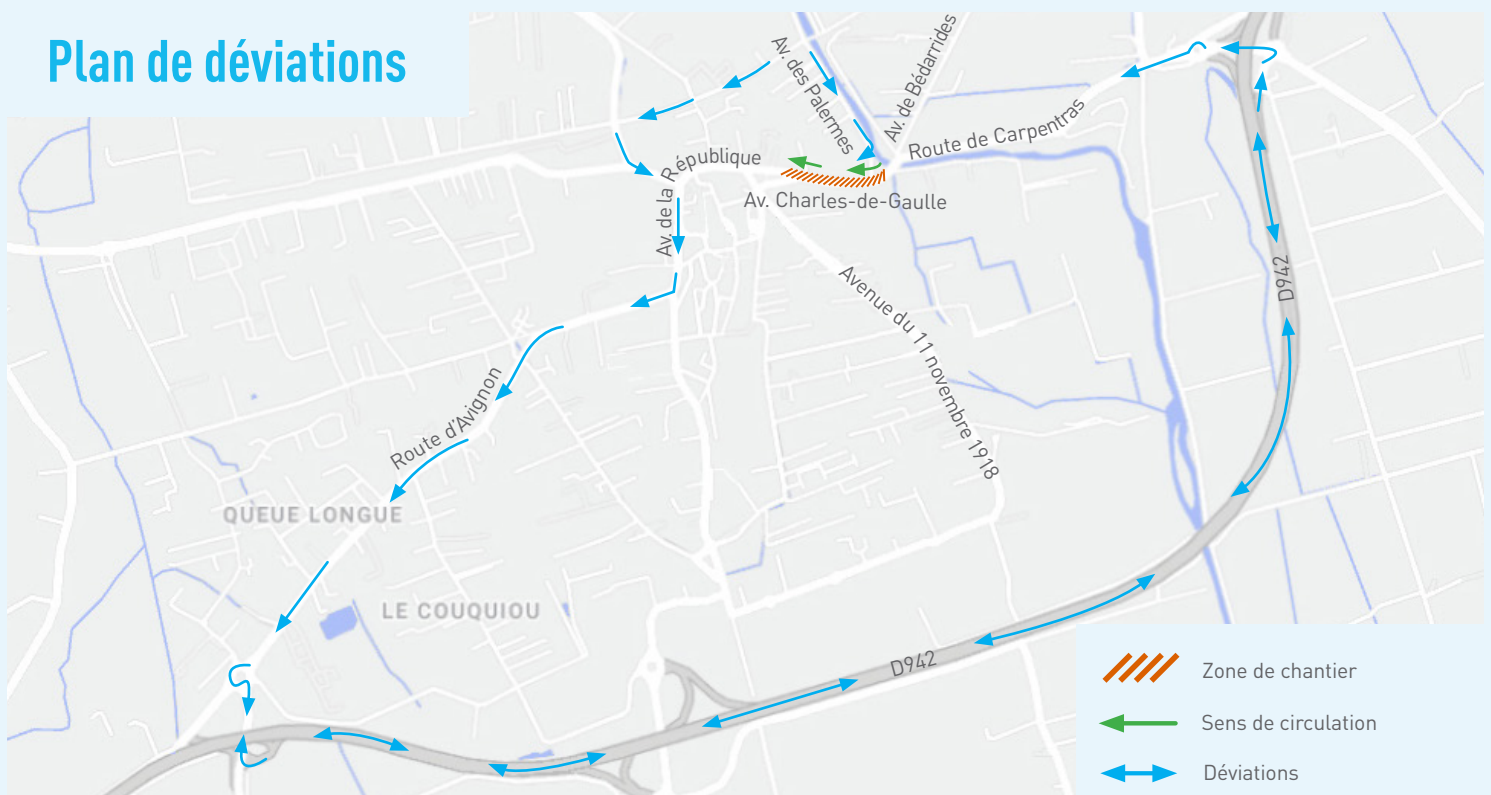 Plan de déviations
Av. des Palermes
Av. de Bédarrides
Route de Carpentras
Av. de la République
Av. Charles-de-Gaulle
D942
Avenue du 11 novembre 1918
Route d'Avignon
QUEUE LONGUE
LE COUQUIOU
D942
Zone de chantier
Sens de circulation
Déviations